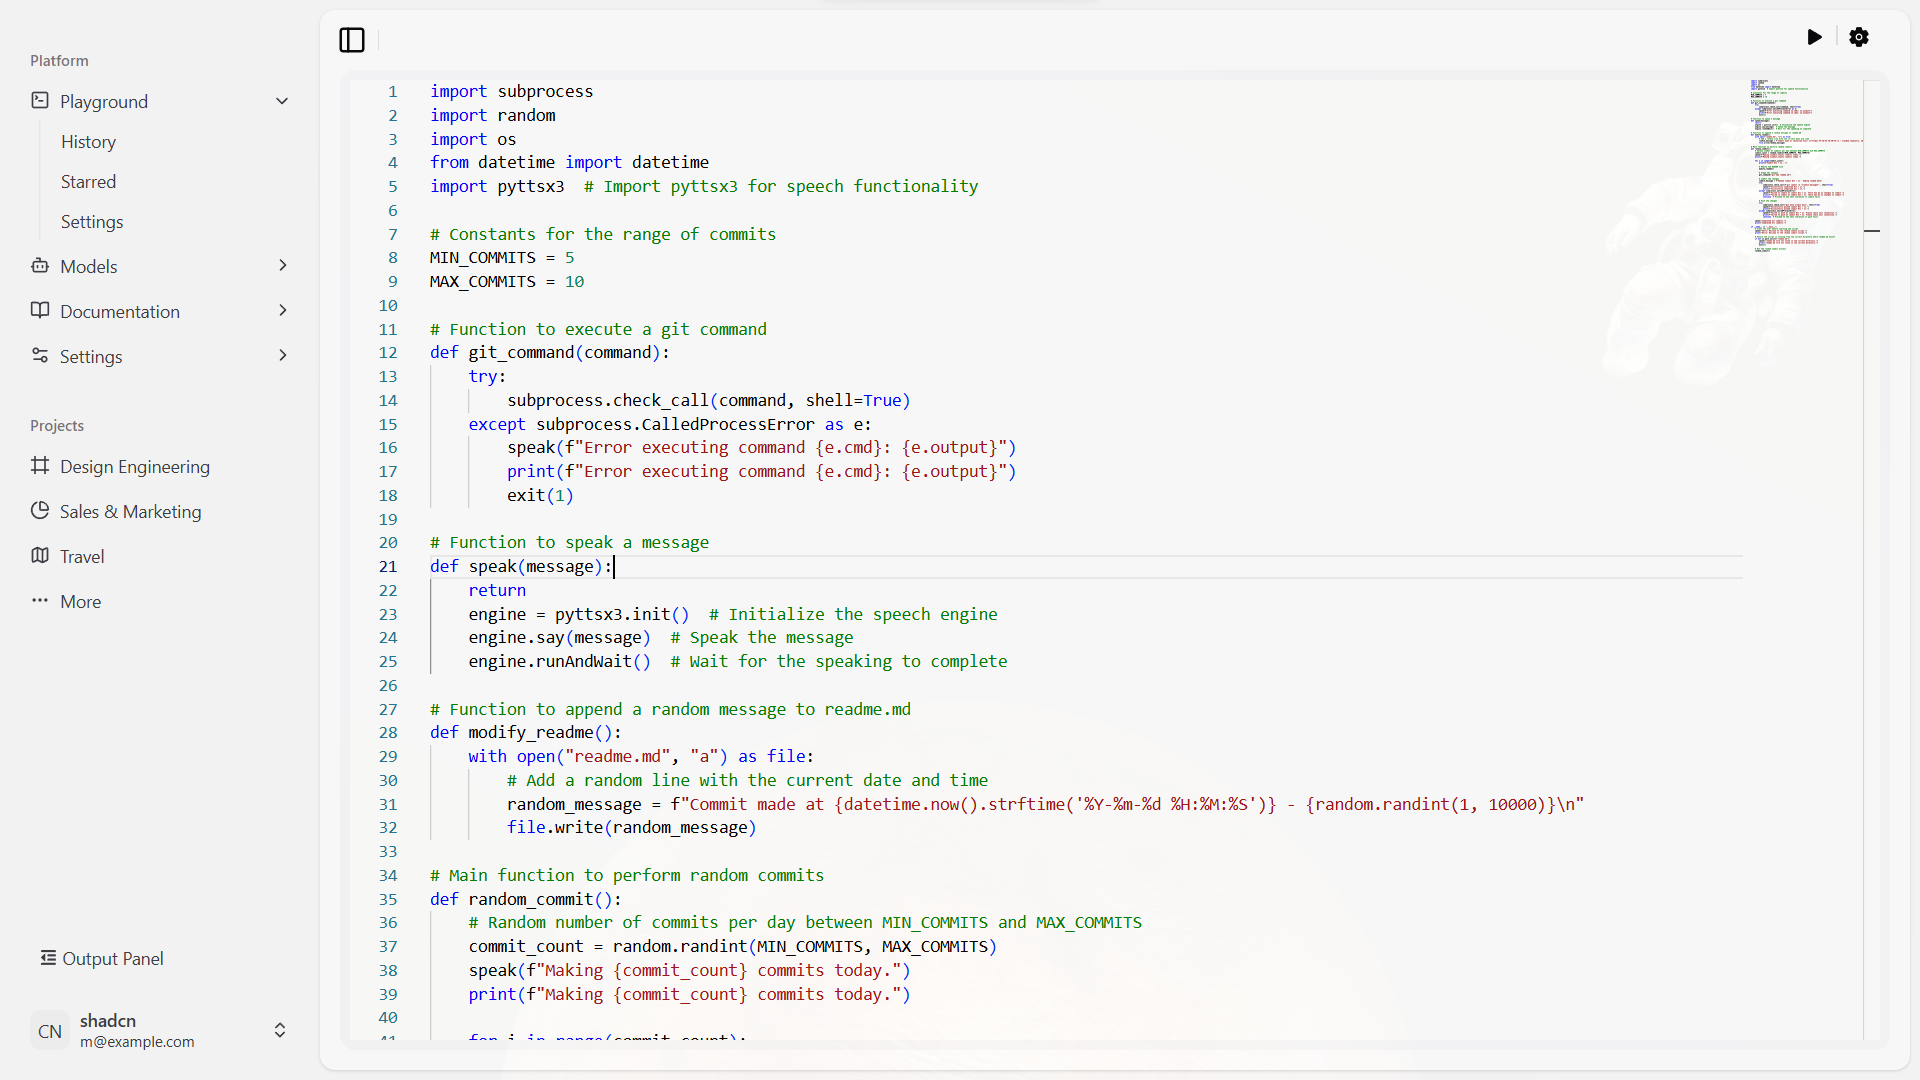 Platform
Playground
History
Starred
Settings
Models
Documentation
Settings
Projects
Design Engineering
Sales & Marketing
Travel
More
Output Panel
CN
shadcn
m@example.com
1 import subprocess
2 import random
3 import os
4 from datetime import datetime
5 import pyttsx3  # Import pyttsx3 for speech functionality
6
7 # Constants for the range of commits
8 MIN_COMMITS = 5
9 MAX_COMMITS = 10
10
11 # Function to execute a git command
12 def git_command(command):
13     try:
14         subprocess.check_call(command, shell=True)
15     except subprocess.CalledProcessError as e:
16         speak(f"Error executing command {e.cmd}: {e.output}")
17         print(f"Error executing command {e.cmd}: {e.output}")
18         exit(1)
19
20 # Function to speak a message
21 def speak(message):
22     return
23     engine = pyttsx3.init()  # Initialize the speech engine
24     engine.say(message)  # Speak the message
25     engine.runAndWait()  # Wait for the speaking to complete
26
27 # Function to append a random message to readme.md
28 def modify_readme():
29     with open("readme.md", "a") as file:
30         # Add a random line with the current date and time
31         random_message = f"Commit made at {datetime.now().strftime('%Y-%m-%d %H:%M:%S')} - {random.randint(1, 10000)}\n"
32         file.write(random_message)
33
34 # Main function to perform random commits
35 def random_commit():
36     # Random number of commits per day between MIN_COMMITS and MAX_COMMITS
37     commit_count = random.randint(MIN_COMMITS, MAX_COMMITS)
38     speak(f"Making {commit_count} commits today.")
39     print(f"Making {commit_count} commits today.")
40
41     for i in range(commit_count):